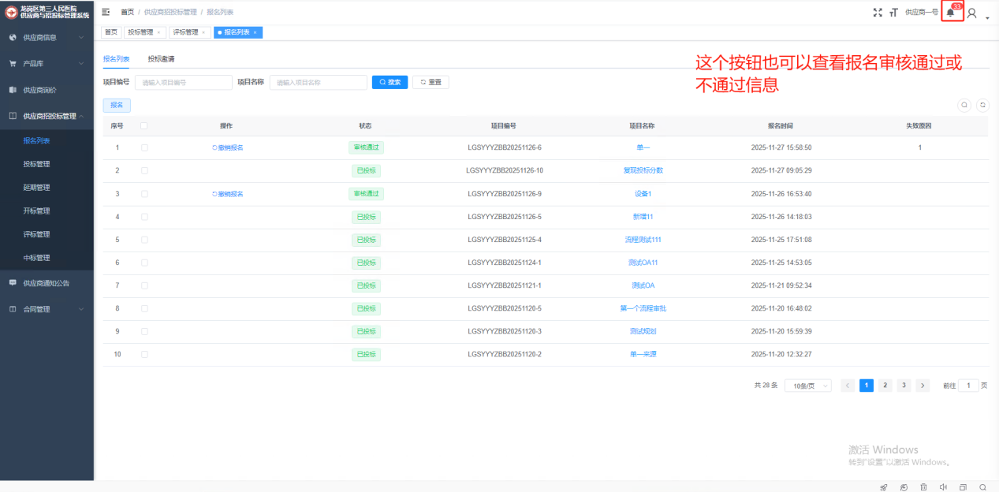 龙岗区第三人民医院
供应商与招投标管理系统
首页 / 供应商招投标管理 / 报名列表
供应商一号
33
首页
投标管理 ×
评标管理 ×
报名列表 ×
供应商信息
产品库
供应商询价
供应商招投标管理
报名列表
投标管理
延期管理
开标管理
评标管理
中标管理
供应商通知公告
合同管理
报名列表 投标邀请
这个按钮也可以查看报名审核通过或
不通过信息
项目编号 请输入项目编号 项目名称 请输入项目名称 搜索 重置
报名
序号 操作 状态 项目编号 项目名称 报名时间 失败原因
1 撤销报名 审核通过 LGSYYYZBB20251126-6 单一 2025-11-27 15:58:50 1
2 已投标 LGSYYYZBB20251126-10 复现投标分数 2025-11-27 09:05:29
3 撤销报名 审核通过 LGSYYYZBB20251126-9 设备1 2025-11-26 16:53:40
4 已投标 LGSYYYZBB20251126-5 新增11 2025-11-26 14:18:03
5 已投标 LGSYYYZBB20251125-4 流程测试111 2025-11-25 17:51:08
6 已投标 LGSYYYZBB20251124-1 测试OA11 2025-11-25 14:53:05
7 已投标 LGSYYYZBB20251121-1 测试OA 2025-11-21 09:52:34
8 已投标 LGSYYYZBB20251120-5 第一个流程审批 2025-11-20 16:48:02
9 已投标 LGSYYYZBB20251120-3 测试规划 2025-11-20 15:59:39
10 已投标 LGSYYYZBB20251120-2 单一来源 2025-11-20 12:32:27
共 28 条 10条/页 1 2 3 前往 1 页
激活 Windows
转到"设置"以激活 Windows。